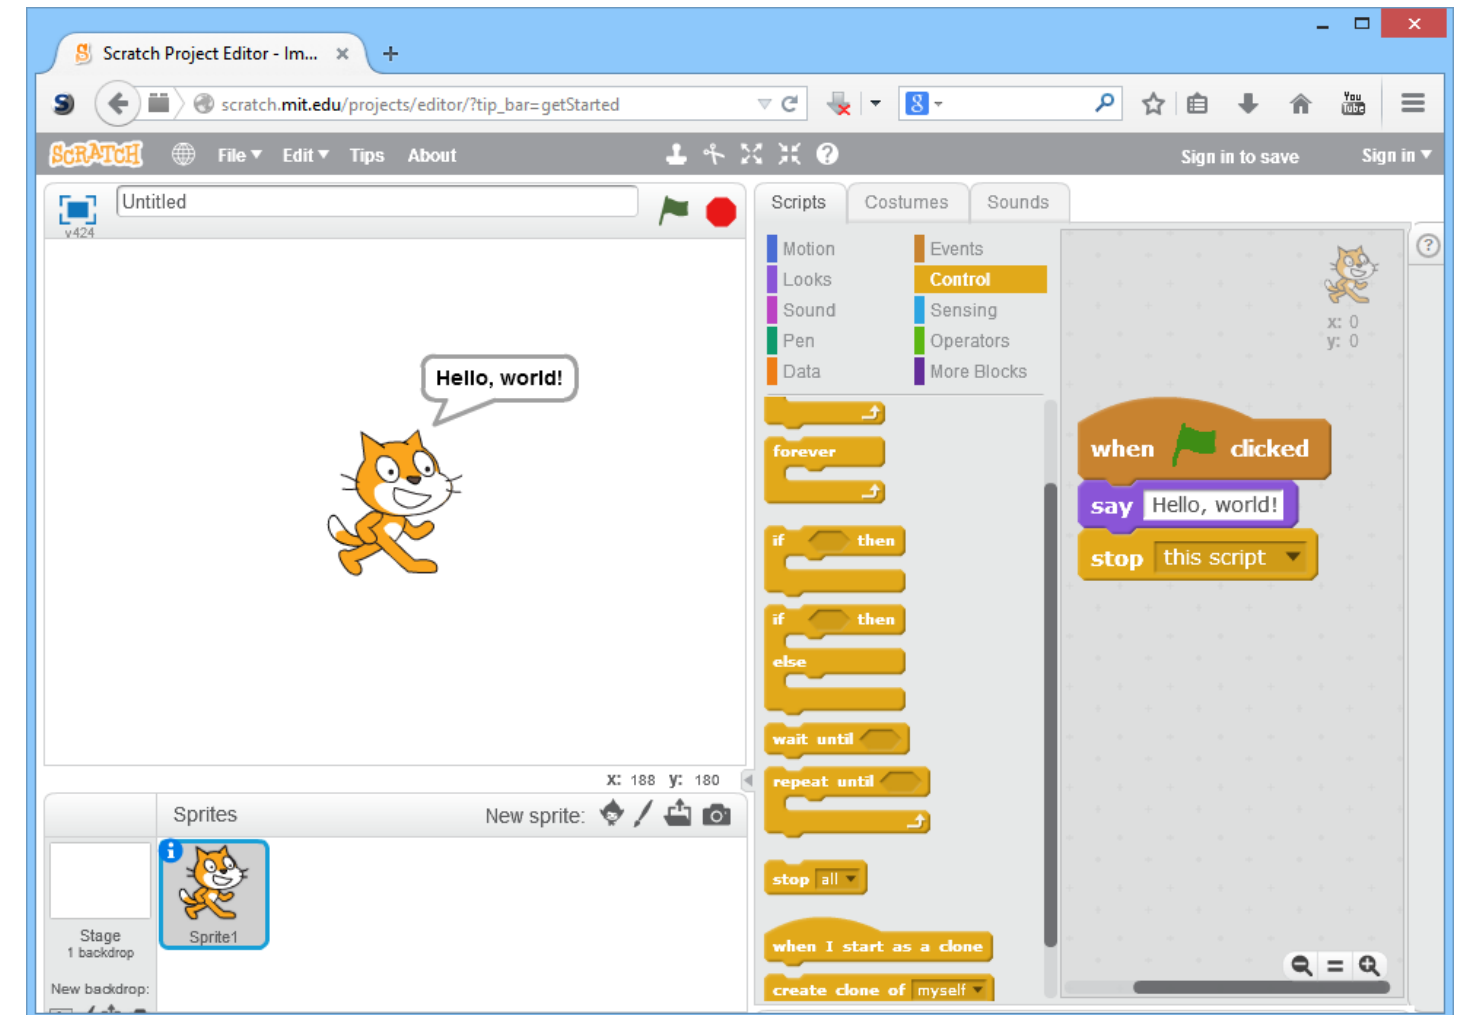 Scratch Project Editor - Im...
scratch.mit.edu/projects/editor/?tip_bar=getStarted
8
You
Tube
SCRATCH
File Edit Tips About
Sign in to save
Sign in
v424
Untitled
Scripts Costumes Sounds
Motion Events
Looks Control
Sound Sensing
Pen Operators
Data More Blocks
x: 0
y: 0
?
Hello, world!
forever
if then
if then
else
wait until
repeat until
stop all
when I start as a clone
create clone of myself
when clicked
say Hello, world!
stop this script
x: 188 y: 180
Sprites
New sprite:
Stage
1 backdrop
New backdrop:
i
Sprite1